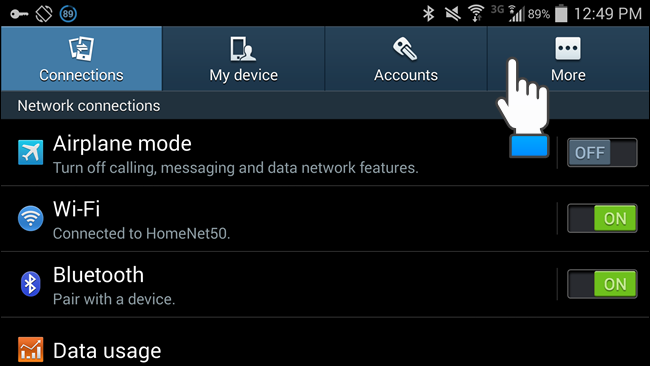 89 3G 89% 12:49 PM
Connections My device Accounts More
Network connections
Airplane mode
Turn off calling, messaging and data network features.
OFF
Wi-Fi
Connected to HomeNet50.
ON
Bluetooth
Pair with a device.
ON
Data usage